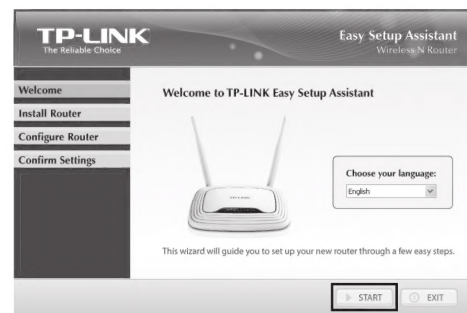 TP-LINK
The Reliable Choice
Easy Setup Assistant
Wireless N Router
Welcome
Install Router
Configure Router
Confirm Settings
Welcome to TP-LINK Easy Setup Assistant
Choose your language:
English
This wizard will guide you to set up your new router through a few easy steps.
START
EXIT